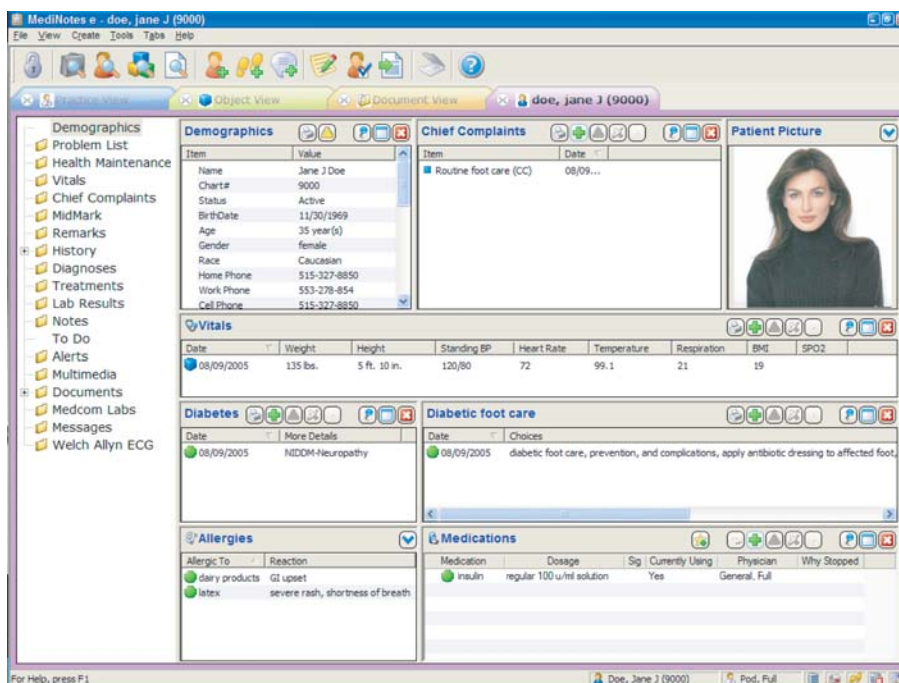 MediNotes e - doe, jane J (9000)
File View Create Tools Tabs Help
Practice View Object View Document View doe, jane J (9000)
Demographics
Problem List
Health Maintenance
Vitals
Chief Complaints
MidMark
Remarks
History
Diagnoses
Treatments
Lab Results
Notes
To Do
Alerts
Multimedia
Documents
Medcom Labs
Messages
Welch Allyn ECG
Demographics
Item Value
Name Jane J Doe
Chart# 9000
Status Active
BirthDate 11/30/1969
Age 35 year(s)
Gender female
Race Caucasian
Home Phone 515-327-8850
Work Phone 553-278-854
Cell Phone 515-327-8850
Chief Complaints
Item Date
Routine foot care (CC) 08/09...
Patient Picture
Vitals
Date Weight Height Standing BP Heart Rate Temperature Respiration BMI SPO2
08/09/2005 135 lbs. 5 ft. 10 in. 120/80 72 99.1 21 19
Diabetes
Date More Details
08/09/2005 NIDDM-Neuropathy
Diabetic foot care
Date Choices
08/09/2005 diabetic foot care, prevention, and complications, apply antibiotic dressing to affected foot,
Allergies
Allergic To Reaction
dairy products GI upset
latex severe rash, shortness of breath
Medications
Medication Dosage Sig Currently Using Physician Why Stopped
insulin regular 100 u/ml solution Yes General, Full
For Help, press F1 Doe, Jane J (9000) Pod, Full